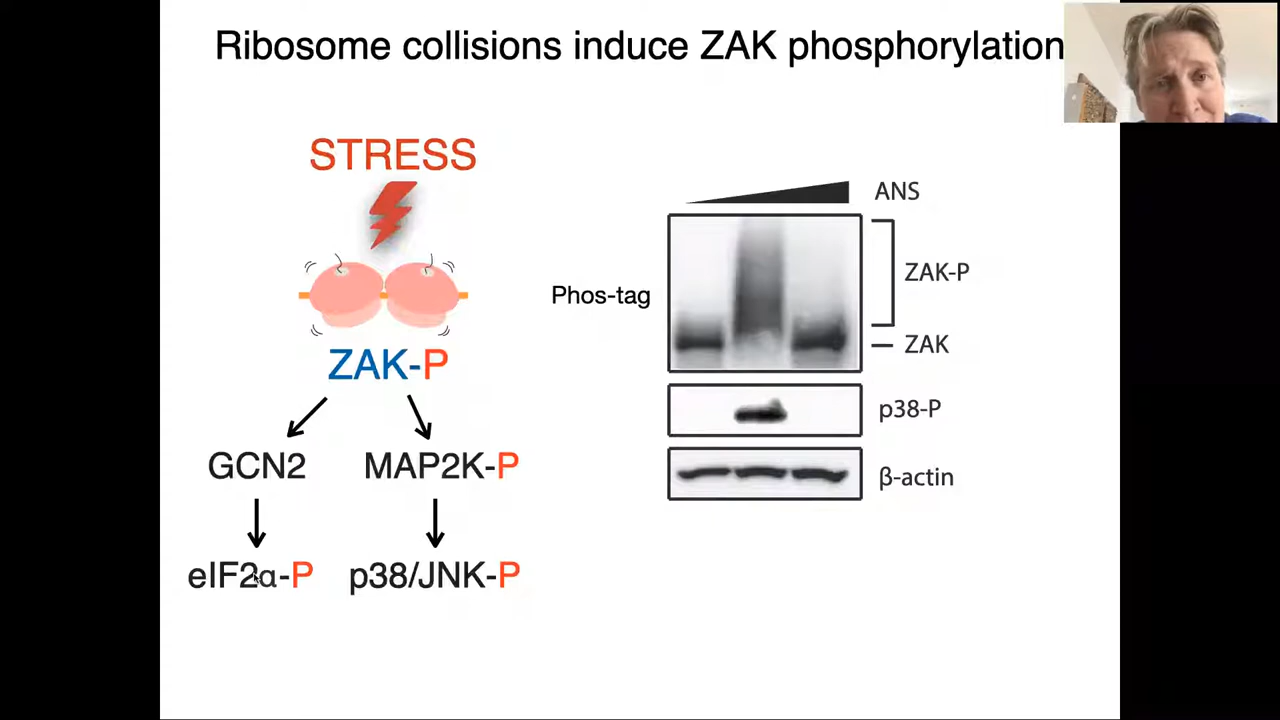 Ribosome collisions induce ZAK phosphorylation
STRESS
ZAK-P
GCN2
MAP2K-P
eIF2α-P
p38/JNK-P
ANS
Phos-tag
ZAK-P
ZAK
p38-P
β-actin